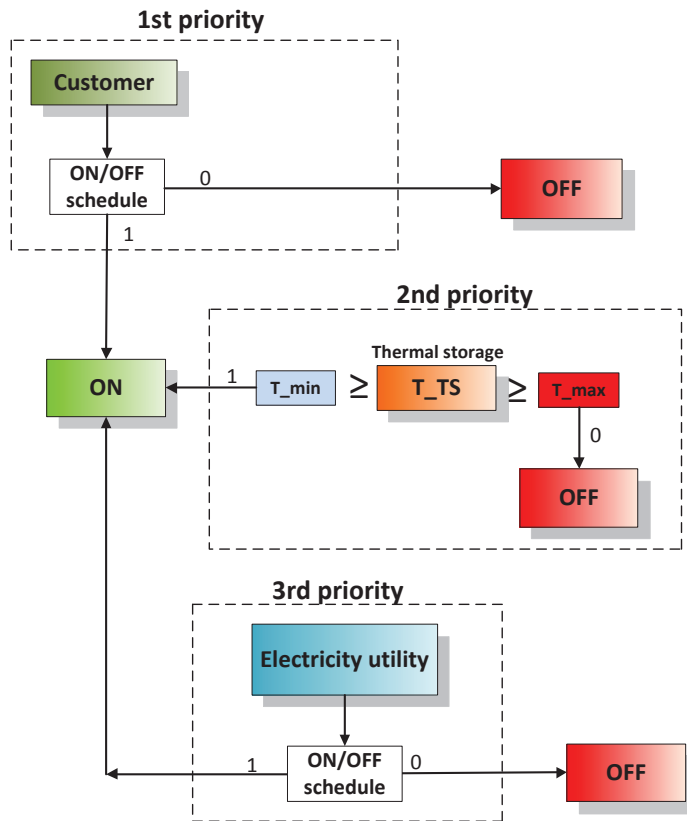 1st priority
Customer
ON/OFF
schedule
0
OFF
1
2nd priority
Thermal storage
ON
1
T_min
≥
T_TS
≥
T_max
0
OFF
3rd priority
Electricity utility
1
ON/OFF
schedule
0
OFF